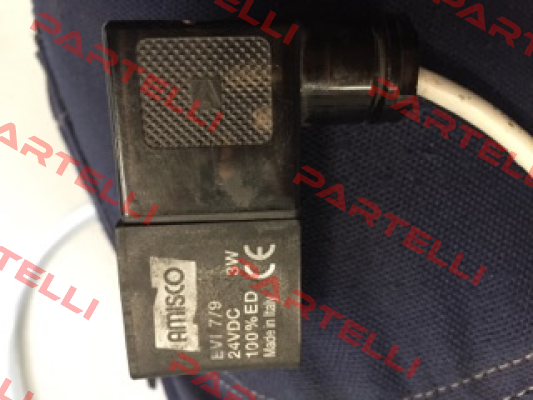 AMISCO
EVI 7/9
24VDC 3W
100%ED CE
Made in Italy
PARTELLI
PARTELLI
PARTELLI
PARTELLI
PARTELLI
PARTELLI
PARTELLI